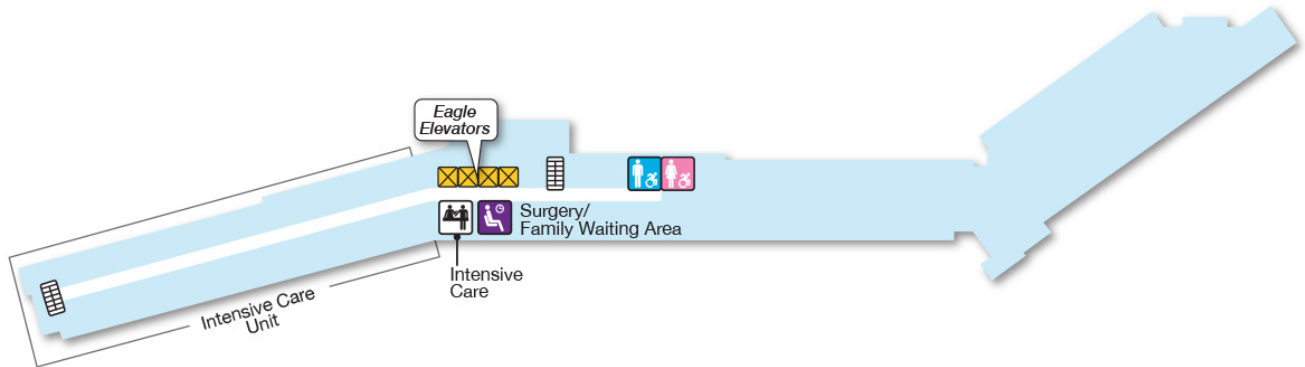 Eagle
Elevators
Surgery/
Family Waiting Area
Intensive
Care
Intensive Care
Unit